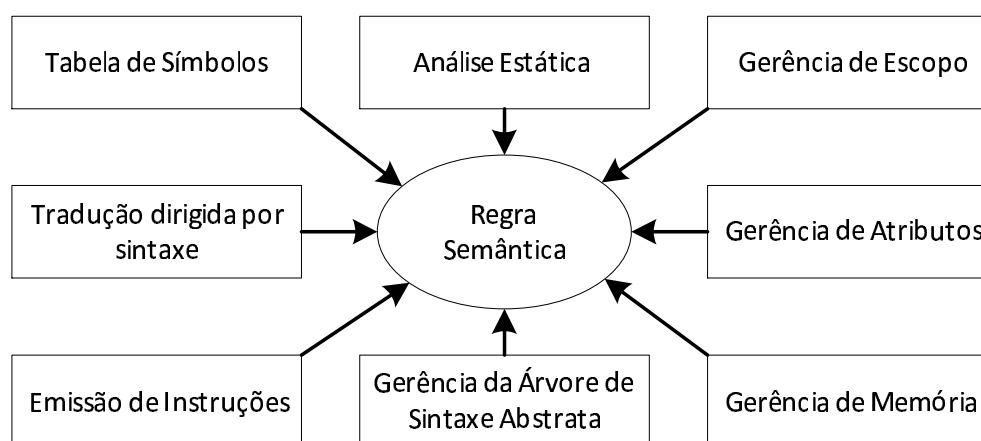 Tabela de Símbolos
Análise Estática
Gerência de Escopo
Tradução dirigida por
sintaxe
Regra
Semântica
Gerência de Atributos
Emissão de Instruções
Gerência da Árvore de
Sintaxe Abstrata
Gerência de Memória